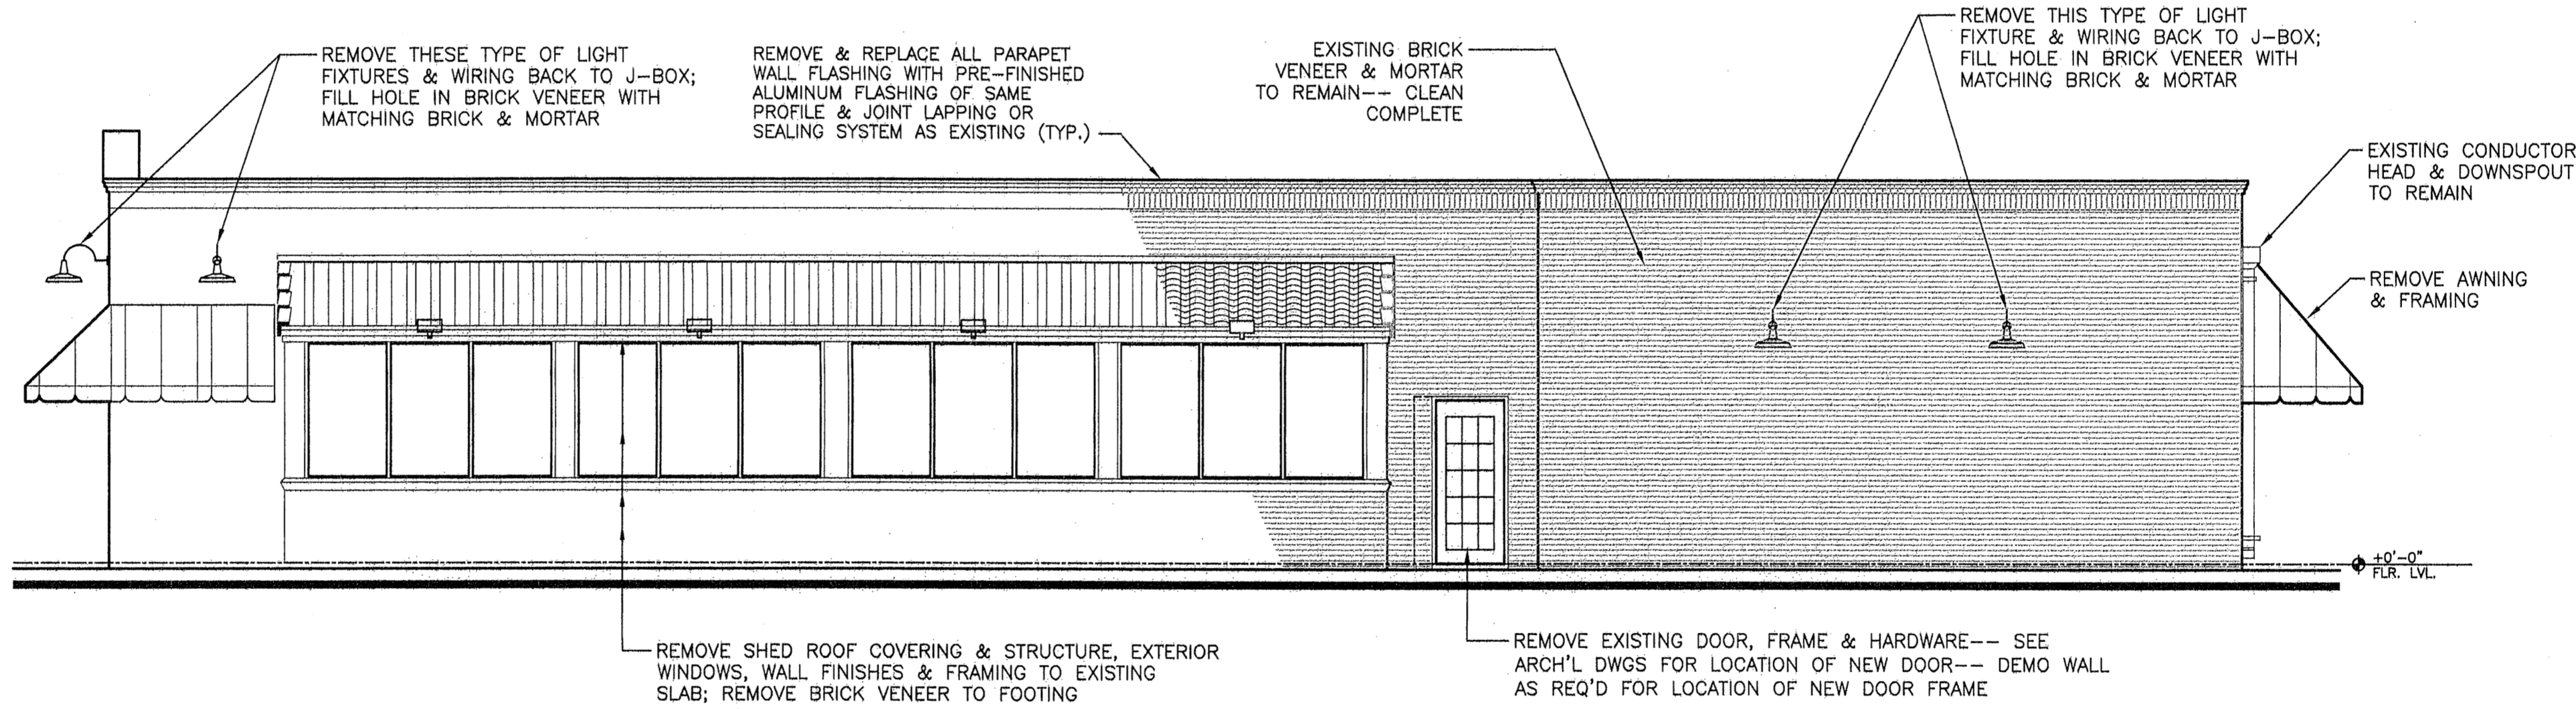 REMOVE THESE TYPE OF LIGHT
FIXTURES & WIRING BACK TO J-BOX;
FILL HOLE IN BRICK VENEER WITH
MATCHING BRICK & MORTAR
REMOVE & REPLACE ALL PARAPET
WALL FLASHING WITH PRE-FINISHED
ALUMINUM FLASHING OF SAME
PROFILE & JOINT LAPPING OR
SEALING SYSTEM AS EXISTING (TYP.)
EXISTING BRICK
VENEER & MORTAR
TO REMAIN-- CLEAN
COMPLETE
REMOVE THIS TYPE OF LIGHT
FIXTURE & WIRING BACK TO J-BOX;
FILL HOLE IN BRICK VENEER WITH
MATCHING BRICK & MORTAR
EXISTING CONDUCTOR
HEAD & DOWNSPOUT
TO REMAIN
REMOVE AWNING
& FRAMING
+0'-0"
FLR. LVL.
REMOVE SHED ROOF COVERING & STRUCTURE, EXTERIOR
WINDOWS, WALL FINISHES & FRAMING TO EXISTING
SLAB; REMOVE BRICK VENEER TO FOOTING
REMOVE EXISTING DOOR, FRAME & HARDWARE-- SEE
ARCH'L DWGS FOR LOCATION OF NEW DOOR-- DEMO WALL
AS REQ'D FOR LOCATION OF NEW DOOR FRAME